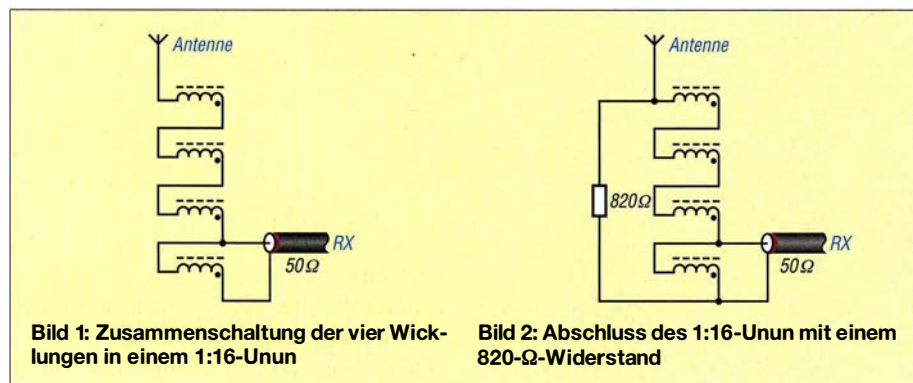 Antenne
RX
50Ω
Bild 1: Zusammenschaltung der vier Wick-
lungen in einem 1:16-Unun
Antenne
820Ω
RX
50Ω
Bild 2: Abschluss des 1:16-Unun mit einem
820-Ω-Widerstand